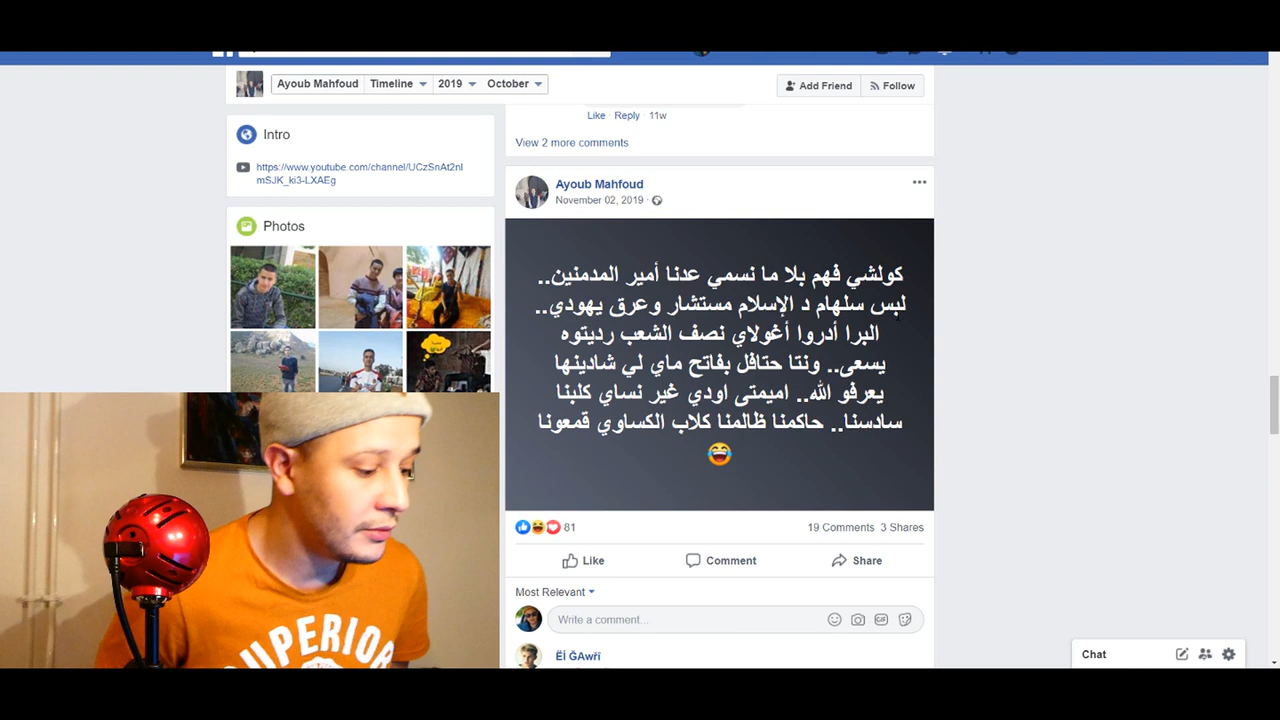 Ayoub Mahfoud
Timeline
2019
October
Add Friend
Follow
Intro
https://www.youtube.com/channel/UCzSnAt2nI
mSJK_ki3-LXAEg
Photos
Like · Reply · 11w
View 2 more comments
Ayoub Mahfoud
November 02, 2019 ·
كولشي فهم بلا ما نسمي عدنا أمير المدمنين..
لبس سلهام د الإسلام مستشار وعرق يهودي..
البرا أدروا أغولاي نصف الشعب رديتوه
يسعى.. ونتا حتافل بفاتح ماي لي شادينها
يعرفو الله.. اميمتى اودي غير نساي كلبنا
سادسنا.. حاكمنا ظالمنا كلاب الكساوي قمعونا
😂
81
19 Comments 3 Shares
Like
Comment
Share
Most Relevant
Write a comment...
GIF
Ëİ ĞAwřï
Chat
SUPERIOR